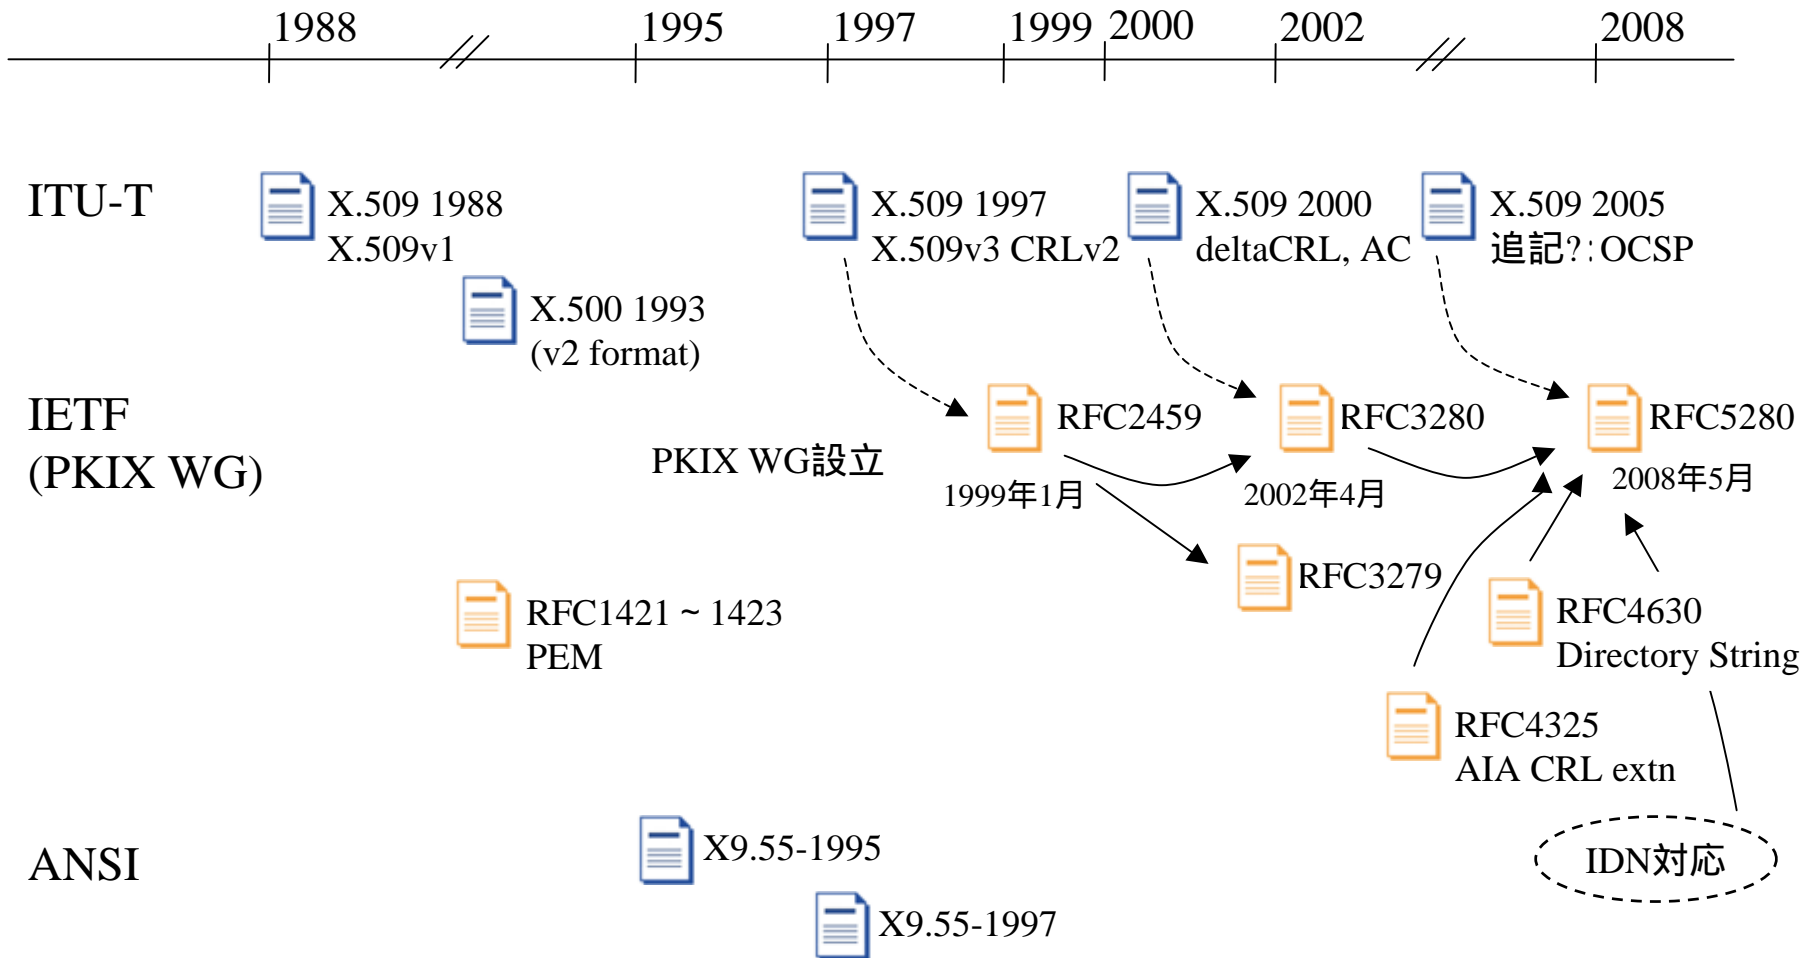 1988
1995
1997
1999
2000
2002
2008
ITU-T
X.509 1988
X.509v1
X.509 1997
X.509v3 CRLv2
X.509 2000
deltaCRL, AC
X.509 2005
追記?:OCSP
X.500 1993
(v2 format)
IETF
(PKIX WG)
PKIX WG設立
RFC2459
1999年1月
RFC3280
2002年4月
RFC5280
2008年5月
RFC3279
RFC1421 ~ 1423
PEM
RFC4630
Directory String
RFC4325
AIA CRL extn
ANSI
X9.55-1995
X9.55-1997
IDN対応